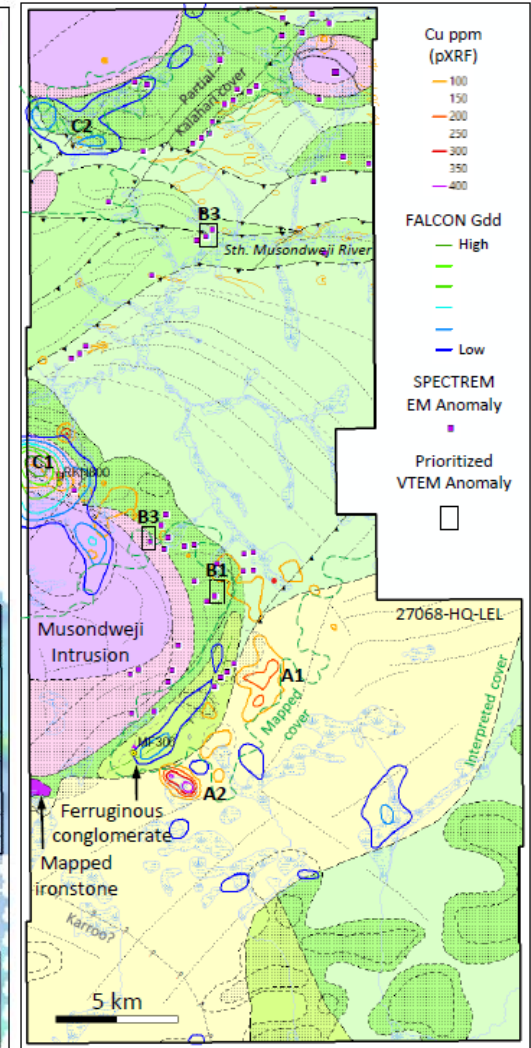 Cu ppm
(pXRF)
100
150
200
250
300
350
400
FALCON Gdd
High
Low
SPECTREM
EM Anomaly
Prioritized
VTEM Anomaly
C2
Partial
Kalahari cover
B3
Sth. Musondweji River
C1
B3
B1
27068-HQ-LEL
Musondweji
Intrusion
A1
Mapped
cover
Interpreted cover
MF300
A2
Ferruginous
conglomerate
Mapped
ironstone
Karroo?
5 km